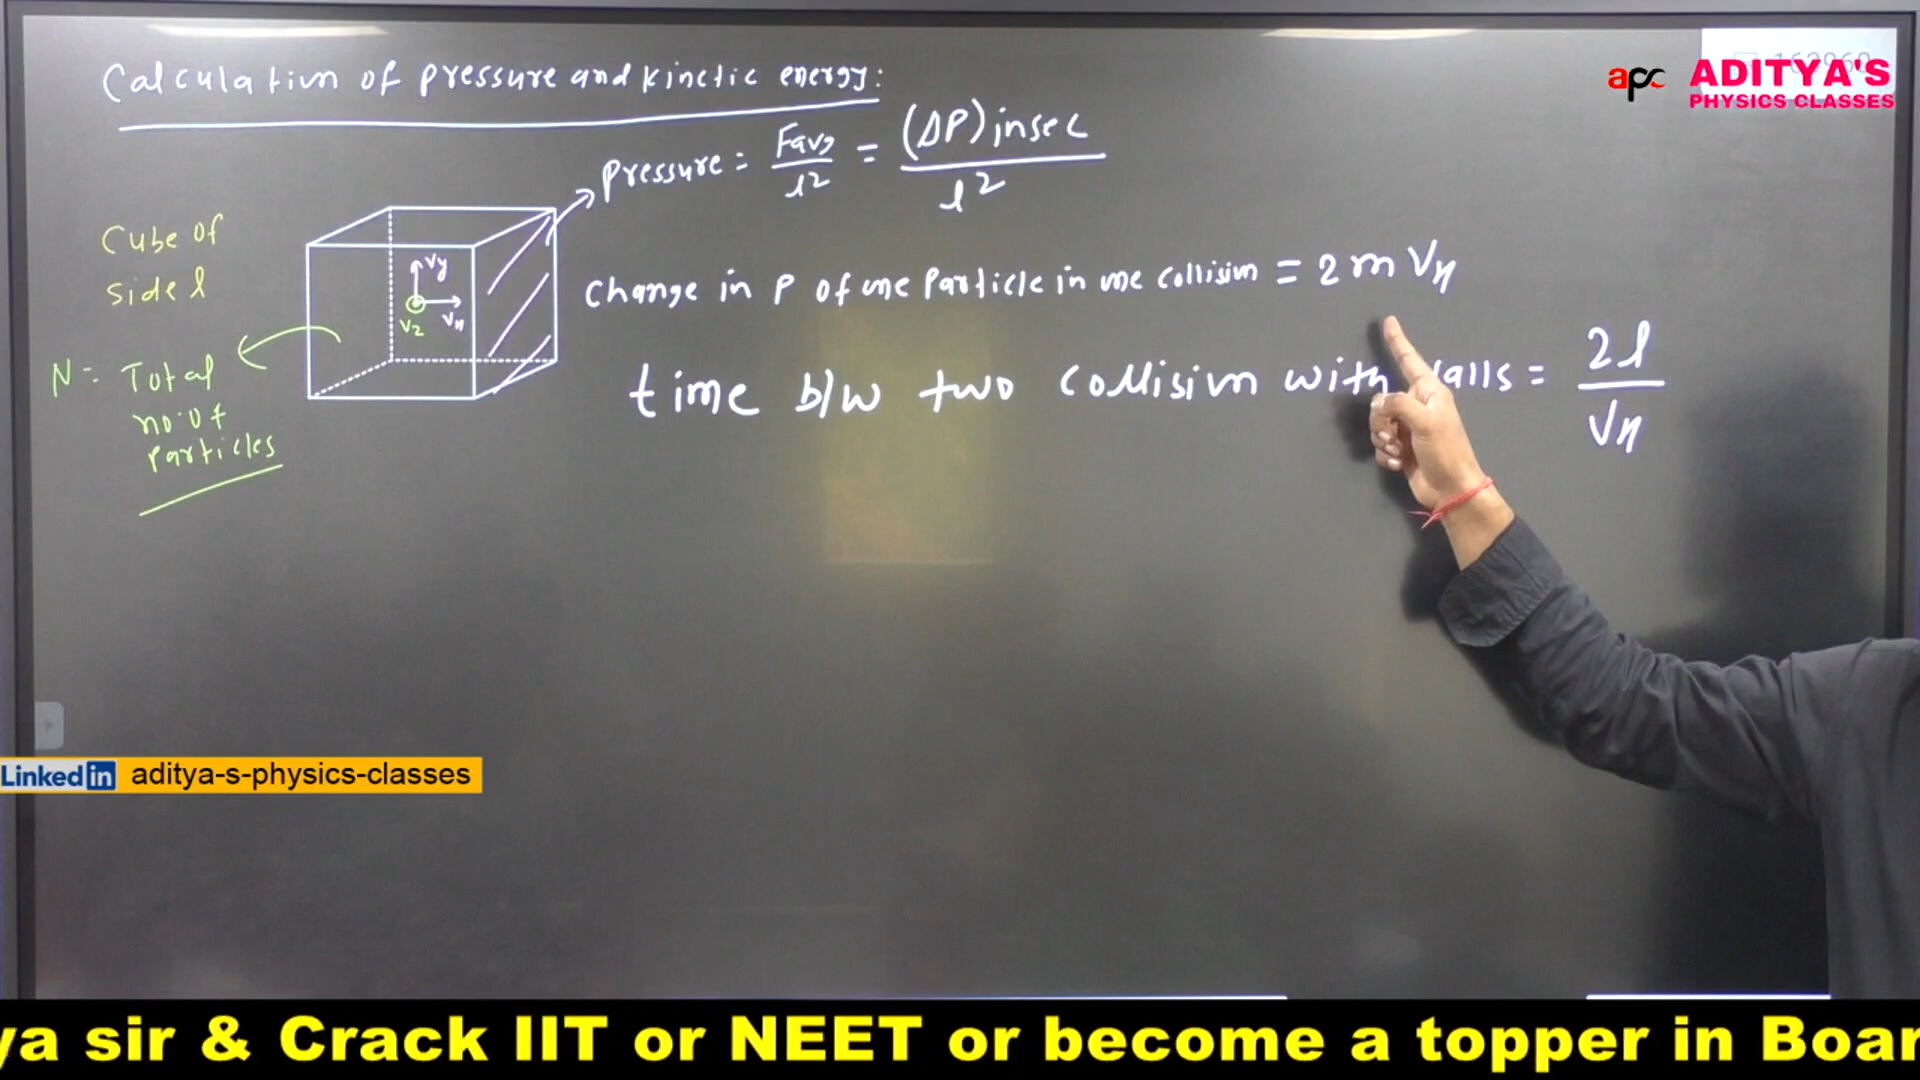 Calculation of pressure and kinetic energy:
ADITYA'S
apc
PHYSICS CLASSES
Pressure = Favg/l² = (ΔP) in sec/l²
Cube of
side l
Vy
Vz
Vx
Change in P of one Particle in one collision = 2mVx
N = Total
no. of
particles
time b/w two Collision with walls = 2l/Vx
Linked in aditya-s-physics-classes
ya sir & Crack IIT or NEET or become a topper in Boar